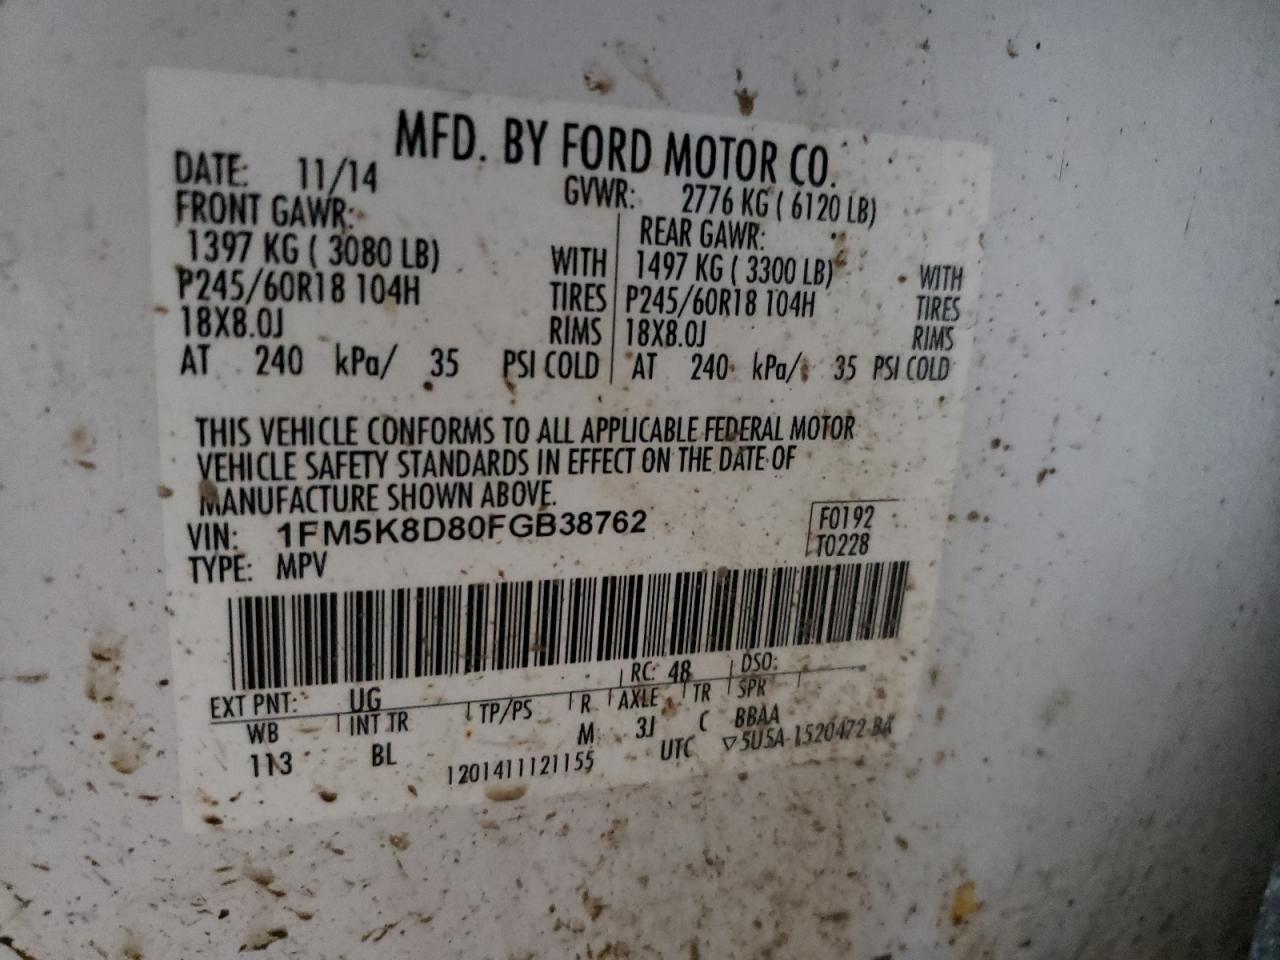 MFD. BY FORD MOTOR CO.
DATE: 11/14 GVWR: 2776 KG ( 6120 LB)
FRONT GAWR: REAR GAWR:
1397 KG ( 3080 LB) WITH 1497 KG ( 3300 LB) WITH
P245/60R18 104H TIRES P245/60R18 104H TIRES
18X8.0J RIMS 18X8.0J RIMS
AT 240 kPa/ 35 PSI COLD AT 240 kPa/ 35 PSI COLD
THIS VEHICLE CONFORMS TO ALL APPLICABLE FEDERAL MOTOR
VEHICLE SAFETY STANDARDS IN EFFECT ON THE DATE OF
MANUFACTURE SHOWN ABOVE.
VIN: 1FM5K8D80FGB38762 F0192
TYPE: MPV T0228
EXT PNT: UG RC: 48 DSO:
WB INT TR TP/PS R AXLE TR SPR
113 BL M 3J C BBAA
1201411121155 UTC ▽5U5A-1520472-BA